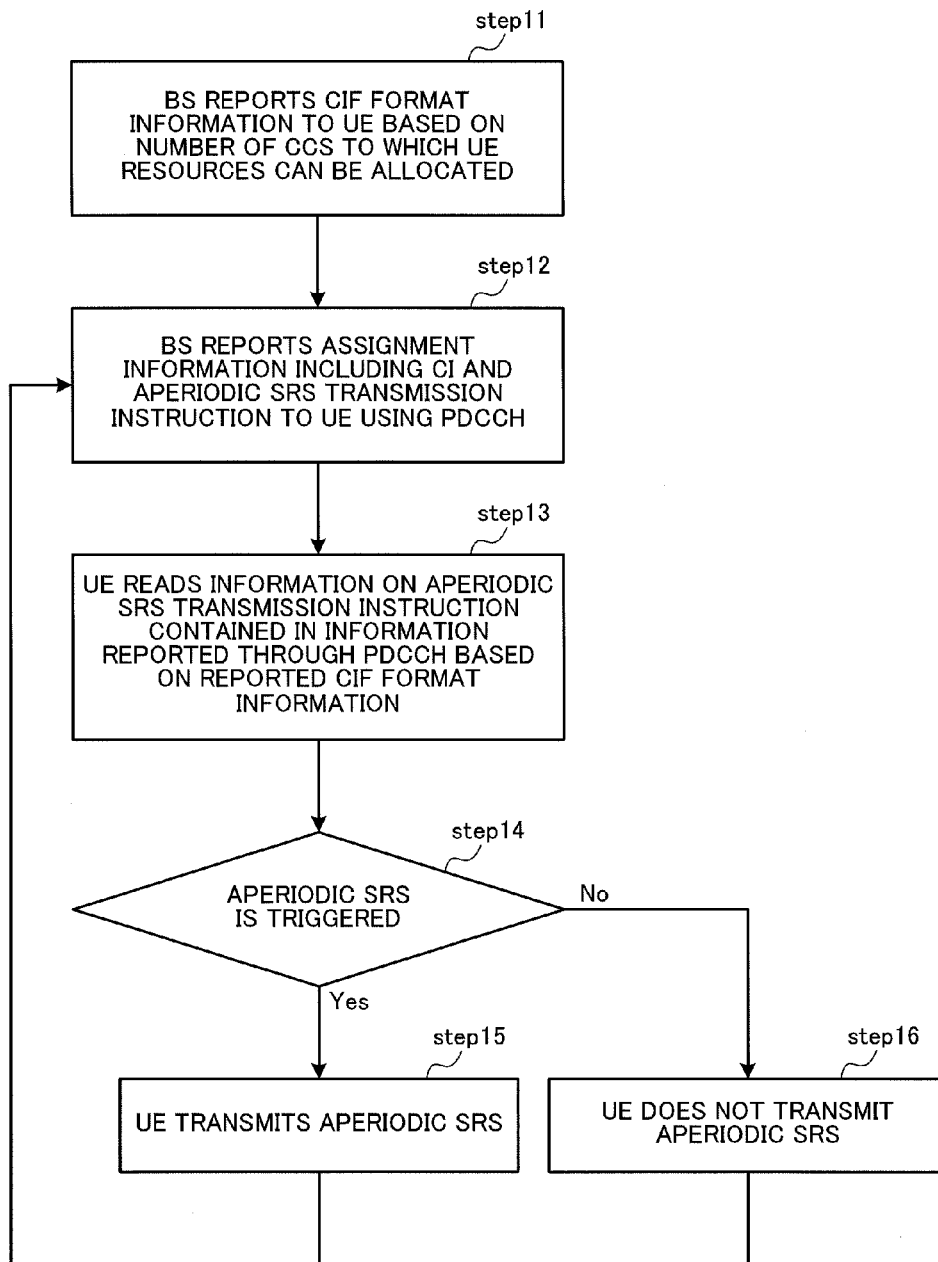 step11
BS REPORTS CIF FORMAT
INFORMATION TO UE BASED ON
NUMBER OF CCS TO WHICH UE
RESOURCES CAN BE ALLOCATED
step12
BS REPORTS ASSIGNMENT
INFORMATION INCLUDING CI AND
APERIODIC SRS TRANSMISSION
INSTRUCTION TO UE USING PDCCH
step13
UE READS INFORMATION ON APERIODIC
SRS TRANSMISSION INSTRUCTION
CONTAINED IN INFORMATION
REPORTED THROUGH PDCCH BASED
ON REPORTED CIF FORMAT
INFORMATION
step14
APERIODIC SRS
IS TRIGGERED
No
Yes
step15
UE TRANSMITS APERIODIC SRS
step16
UE DOES NOT TRANSMIT
APERIODIC SRS